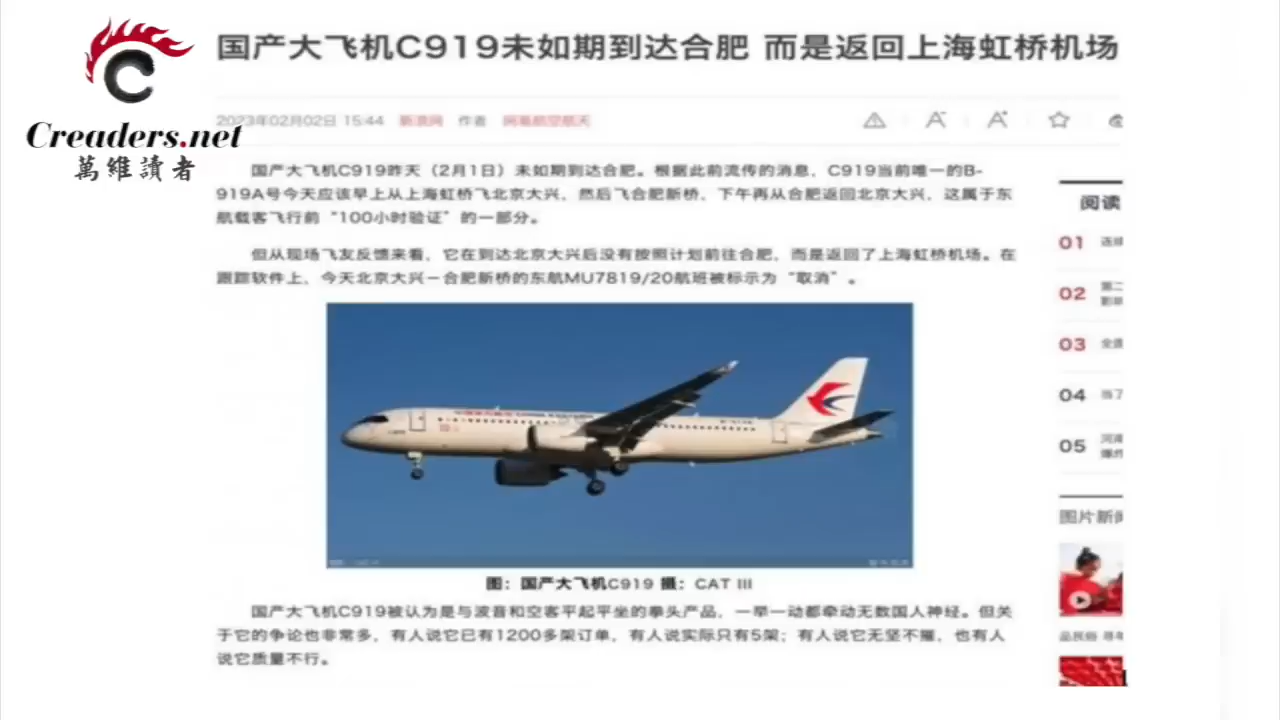 Creaders.net
萬維讀者
国产大飞机C919未如期到达合肥 而是返回上海虹桥机场
2023年02月02日 15:44 新浪网 作者
国产大飞机C919昨天（2月1日）未如期到达合肥。根据此前流传的消息，C919当前唯一的B-
919A号今天应该早上从上海虹桥飞北京大兴，然后飞合肥新桥，下午再从合肥返回北京大兴，这属于东
航载客飞行前“100小时验证”的一部分。
但从现场飞友反馈来看，它在到达北京大兴后没有按照计划前往合肥，而是返回了上海虹桥机场。在
跟踪软件上，今天北京大兴－合肥新桥的东航MU7819/20航班被标示为“取消”。
图：国产大飞机C919 摄：CAT III
国产大飞机C919被认为是与波音和空客平起平坐的拳头产品，一举一动都牵动无数国人神经。但关
于它的争论也非常多，有人说它已有1200多架订单，有人说实际只有5架；有人说它无坚不摧，也有人
说它质量不行。
阅读
01
02 第二
03
04
05 河南
图片新闻